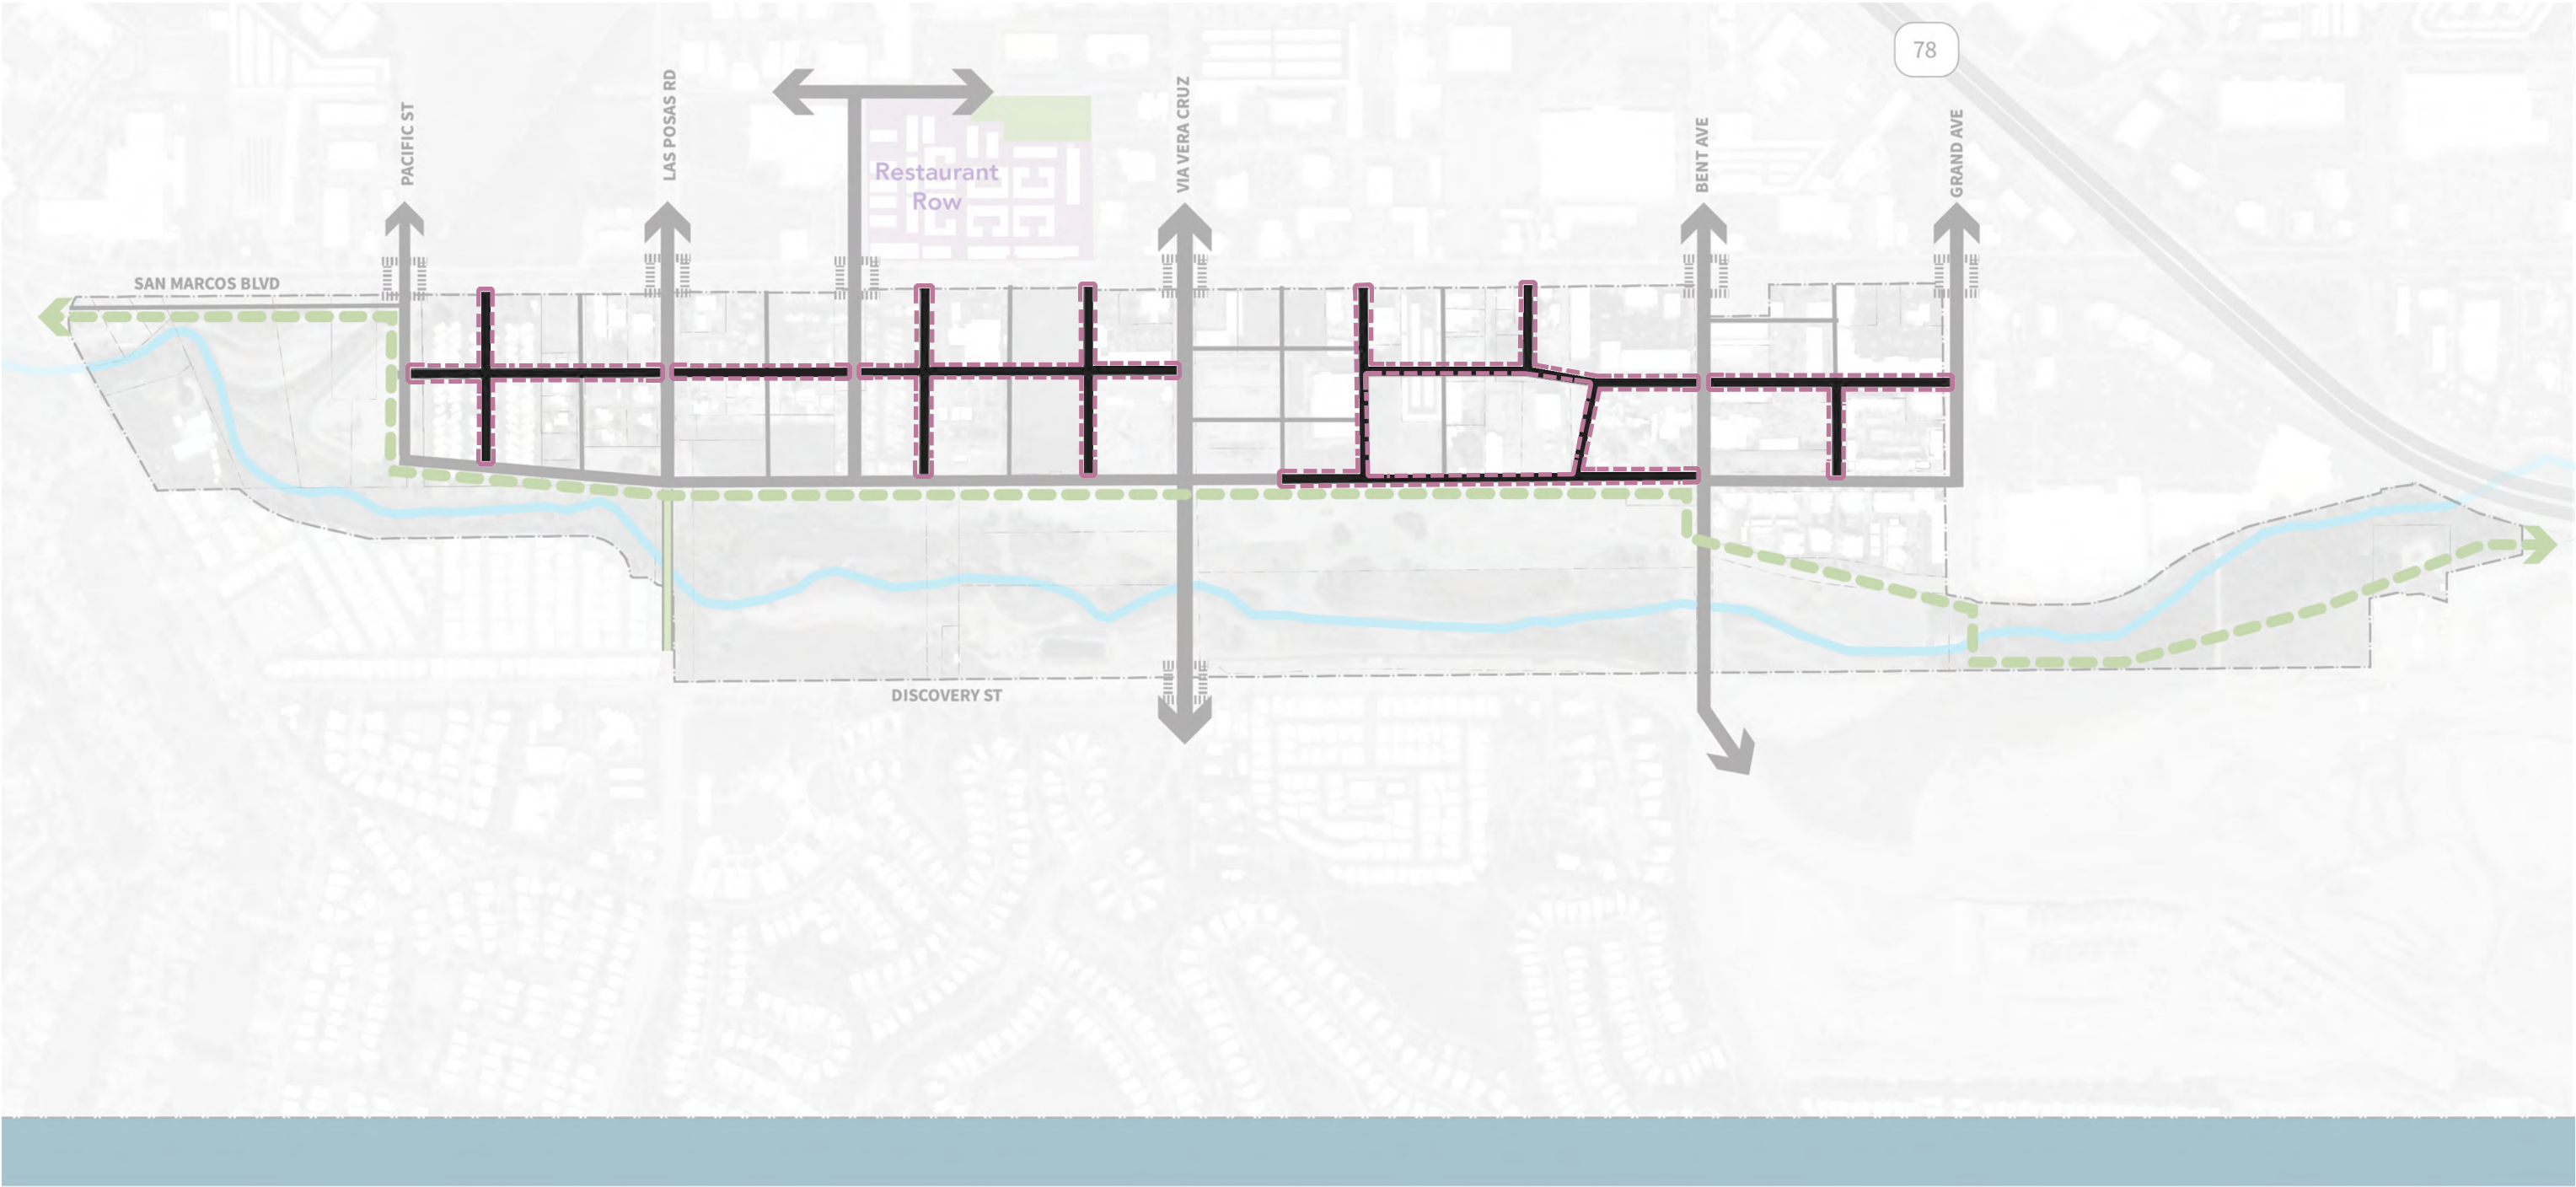 78
PACIFIC ST
LAS POSAS RD
VIA VERA CRUZ
BENT AVE
GRAND AVE
Restaurant
Row
SAN MARCOS BLVD
DISCOVERY ST